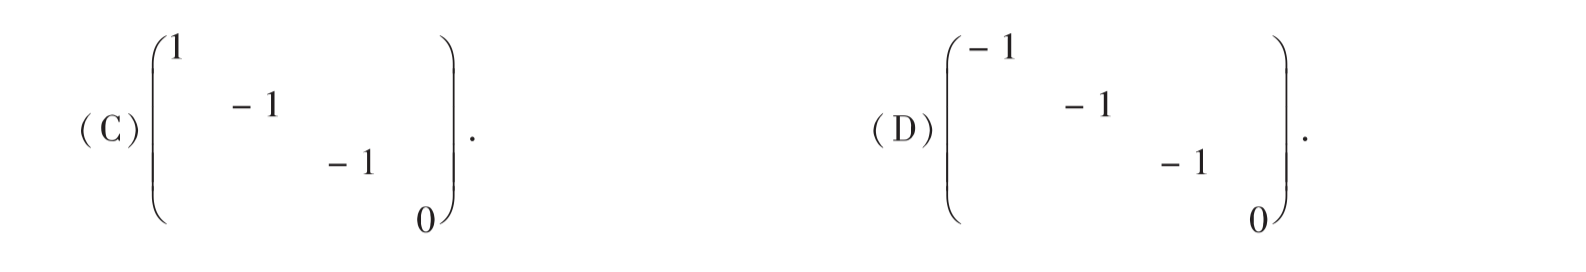 1 - 1
- 1 - 1
(C) . (D) .
- 1 - 1
0 0